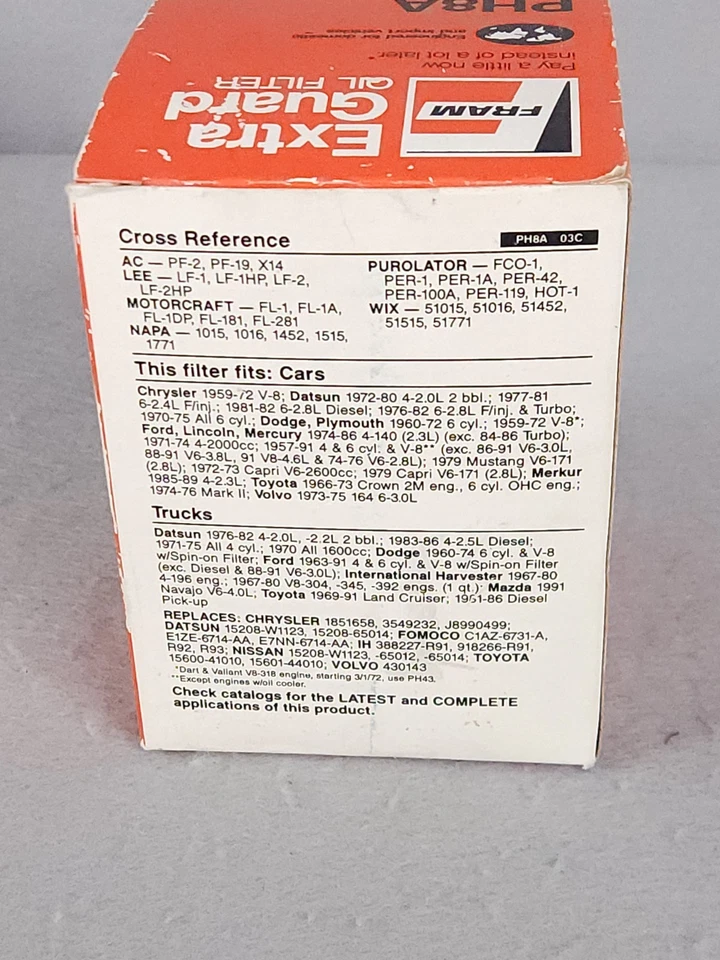 PH8A
Engineered for domestic
and import vehicles
Pay a little now
instead of a lot later.
Extra
Guard
OIL FILTER
FRAM
Cross Reference
PH8A 03C
AC — PF-2, PF-19, X14
LEE — LF-1, LF-1HP, LF-2,
LF-2HP
MOTORCRAFT — FL-1, FL-1A,
FL-1DP, FL-181, FL-281
NAPA — 1015, 1016, 1452, 1515,
1771
PUROLATOR — FCO-1,
PER-1, PER-1A, PER-42,
PER-100A, PER-119, HOT-1
WIX — 51015, 51016, 51452,
51515, 51771
This filter fits: Cars
Chrysler 1959-72 V-8; Datsun 1972-80 4-2.0L 2 bbl.; 1977-81
6-2.4L F/inj.; 1981-82 6-2.8L Diesel; 1976-82 6-2.8L F/inj. & Turbo;
1970-75 All 6 cyl.; Dodge, Plymouth 1960-72 6 cyl.; 1959-72 V-8*;
Ford, Lincoln, Mercury 1974-86 4-140 (2.3L) (exc. 84-86 Turbo);
1971-74 4-2000cc; 1957-91 4 & 6 cyl. & V-8** (exc. 86-91 V6-3.0L,
88-91 V6-3.8L, 91 V8-4.6L & 74-76 V6-2.8L); 1979 Mustang V6-171
(2.8L); 1972-73 Capri V6-2600cc; 1979 Capri V6-171 (2.8L); Merkur
1985-89 4-2.3L; Toyota 1966-73 Crown 2M eng., 6 cyl. OHC eng.;
1974-76 Mark II; Volvo 1973-75 164 6-3.0L
Trucks
Datsun 1976-82 4-2.0L, -2.2L 2 bbl.; 1983-86 4-2.5L Diesel;
1971-75 All 4 cyl.; 1970 All 1600cc; Dodge 1960-74 6 cyl. & V-8
w/Spin-on Filter; Ford 1963-91 4 & 6 cyl. & V-8 w/Spin-on Filter
(exc. Diesel & 88-91 V6-3.0L); International Harvester 1967-80
4-196 eng.; 1967-80 V8-304, -345, -392 engs. (1 qt.); Mazda 1991
Navajo V6-4.0L; Toyota 1969-91 Land Cruiser; 1981-86 Diesel
Pick-up
REPLACES: CHRYSLER 1851658, 3549232, J8990499;
DATSUN 15208-W1123, 15208-65014; FOMOCO C1AZ-6731-A,
E1ZE-6714-AA, E7NN-6714-AA; IH 388227-R91, 918266-R91,
R92, R93; NISSAN 15208-W1123, -65012, -65014; TOYOTA
15600-41010, 15601-44010; VOLVO 430143
*Dart & Valiant V8-318 engine, starting 3/1/72, use PH43.
**Except engines w/oil cooler.
Check catalogs for the LATEST and COMPLETE
applications of this product.